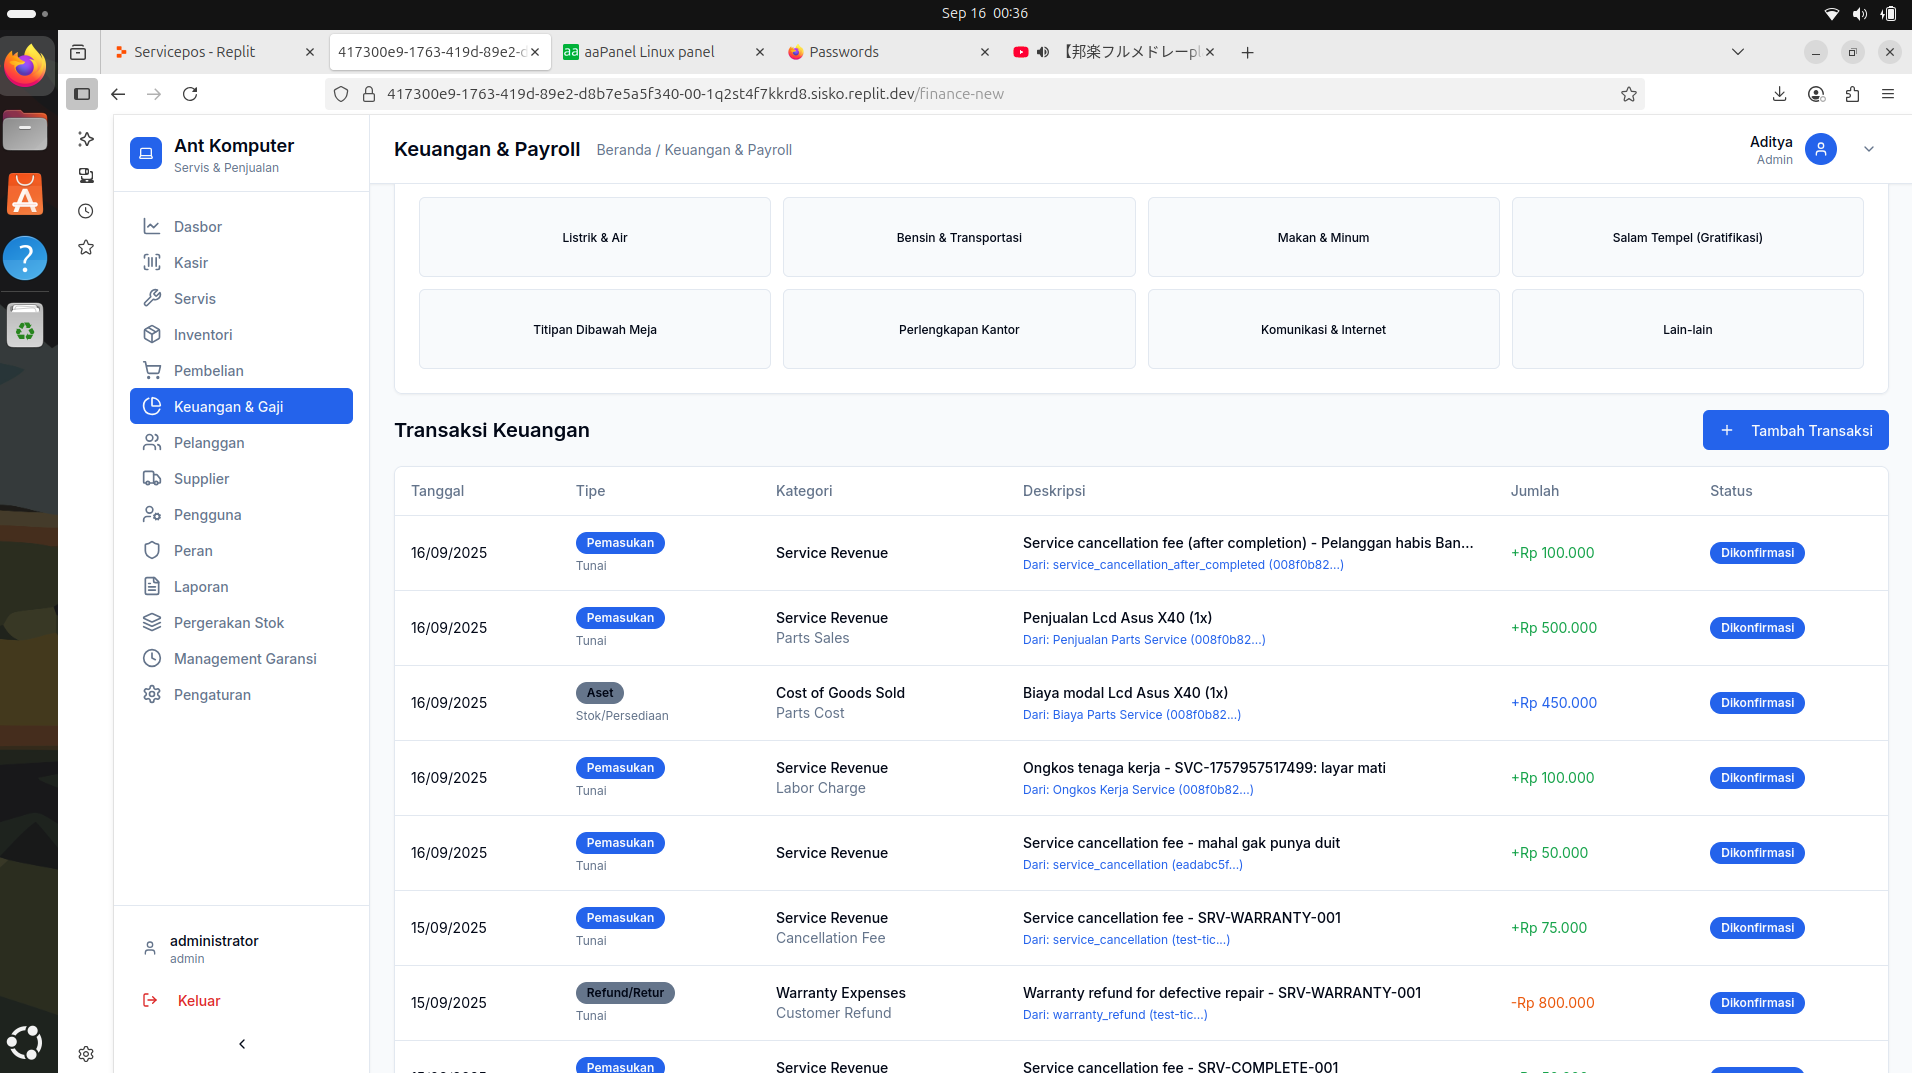 Sep 16 00:36
Servicepos - Replit
417300e9-1763-419d-89e2-d
aa aaPanel Linux panel
Passwords
【邦楽フルメドレーpl
417300e9-1763-419d-89e2-d8b7e5a5f340-00-1q2st4f7kkrd8.sisko.replit.dev/finance-new
Ant Komputer
Servis & Penjualan
Keuangan & Payroll
Beranda / Keuangan & Payroll
Aditya
Admin
Dasbor
Kasir
Servis
Inventori
Pembelian
Keuangan & Gaji
Pelanggan
Supplier
Pengguna
Peran
Laporan
Pergerakan Stok
Management Garansi
Pengaturan
administrator
admin
Keluar
Listrik & Air
Bensin & Transportasi
Makan & Minum
Salam Tempel (Gratifikasi)
Titipan Dibawah Meja
Perlengkapan Kantor
Komunikasi & Internet
Lain-lain
Transaksi Keuangan
+ Tambah Transaksi
Tanggal Tipe Kategori Deskripsi Jumlah Status
16/09/2025 Pemasukan Service Revenue Service cancellation fee (after completion) - Pelanggan habis Ban... +Rp 100.000 Dikonfirmasi
Tunai Dari: service_cancellation_after_completed (008f0b82...)
16/09/2025 Pemasukan Service Revenue Penjualan Lcd Asus X40 (1x) +Rp 500.000 Dikonfirmasi
Tunai Parts Sales Dari: Penjualan Parts Service (008f0b82...)
16/09/2025 Aset Cost of Goods Sold Biaya modal Lcd Asus X40 (1x) +Rp 450.000 Dikonfirmasi
Stok/Persediaan Parts Cost Dari: Biaya Parts Service (008f0b82...)
16/09/2025 Pemasukan Service Revenue Ongkos tenaga kerja - SVC-1757957517499: layar mati +Rp 100.000 Dikonfirmasi
Tunai Labor Charge Dari: Ongkos Kerja Service (008f0b82...)
16/09/2025 Pemasukan Service Revenue Service cancellation fee - mahal gak punya duit +Rp 50.000 Dikonfirmasi
Tunai Dari: service_cancellation (eadabc5f...)
15/09/2025 Pemasukan Service Revenue Service cancellation fee - SRV-WARRANTY-001 +Rp 75.000 Dikonfirmasi
Tunai Cancellation Fee Dari: service_cancellation (test-tic...)
15/09/2025 Refund/Retur Warranty Expenses Warranty refund for defective repair - SRV-WARRANTY-001 -Rp 800.000 Dikonfirmasi
Tunai Customer Refund Dari: warranty_refund (test-tic...)
Pemasukan Service Revenue Service cancellation fee - SRV-COMPLETE-001